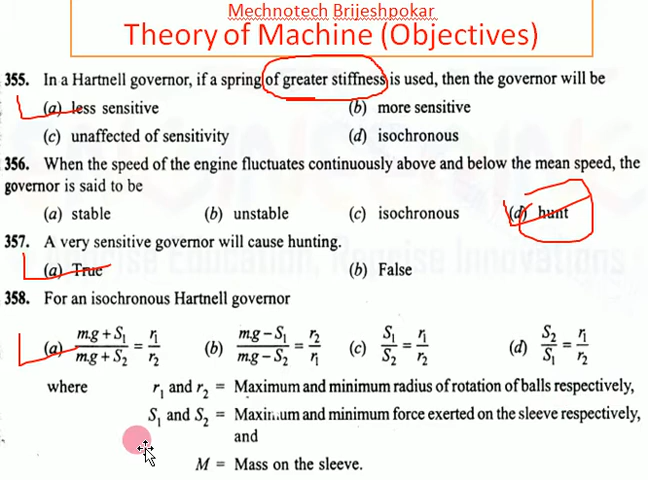 Mechnotech Brijeshpokar
Theory of Machine (Objectives)
355. In a Hartnell governor, if a spring of greater stiffness is used, then the governor will be
(a) less sensitive (b) more sensitive
(c) unaffected of sensitivity (d) isochronous
356. When the speed of the engine fluctuates continuously above and below the mean speed, the
governor is said to be
(a) stable (b) unstable (c) isochronous (d) hunt
357. A very sensitive governor will cause hunting.
(a) True (b) False
358. For an isochronous Hartnell governor
(a) (m.g + S₁)/(m.g + S₂) = r₁/r₂ (b) (m.g − S₁)/(m.g − S₂) = r₂/r₁ (c) S₁/S₂ = r₁/r₂ (d) S₂/S₁ = r₁/r₂
where r₁ and r₂ = Maximum and minimum radius of rotation of balls respectively,
S₁ and S₂ = Maximum and minimum force exerted on the sleeve respectively,
and
M = Mass on the sleeve.